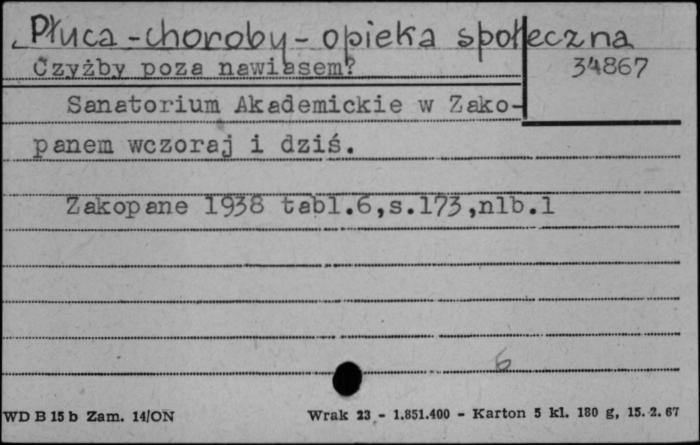 Płuca - choroby - opieka społeczna
Czyżby poza nawiasem?
34867
Sanatorium Akademickie w Zako-
panem wczoraj i dziś.
Zakopane 1938 tabl.6,s.173,nlb.1
6
WD B 15 b Zam. 14/ON
Wrak 23 - 1.851.400 - Karton 5 kl. 180 g, 15. 2. 67